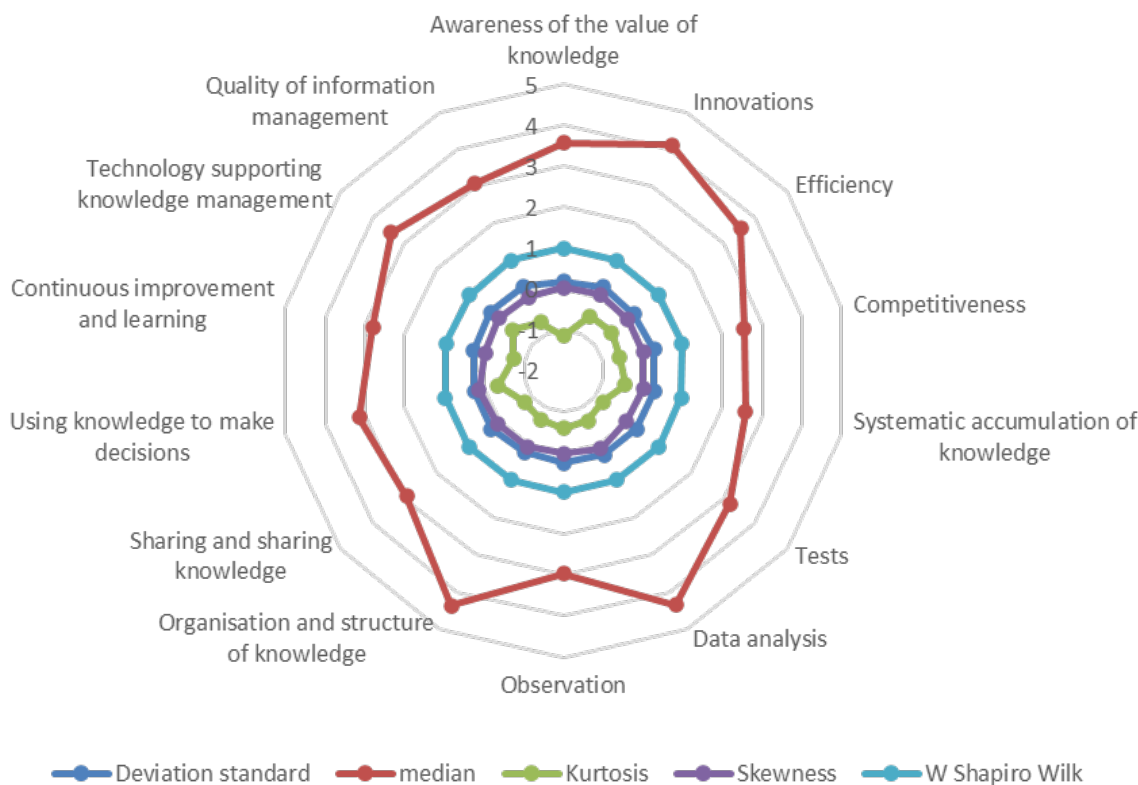 Awareness of the value of
knowledge
Quality of information
management
Innovations
Technology supporting
knowledge management
Efficiency
Continuous improvement
and learning
Competitiveness
Using knowledge to make
decisions
Systematic accumulation of
knowledge
Sharing and sharing
knowledge
Tests
Organisation and structure
of knowledge
Data analysis
Observation
5
4
3
2
1
0
-1
-2
Deviation standard median Kurtosis Skewness W Shapiro Wilk